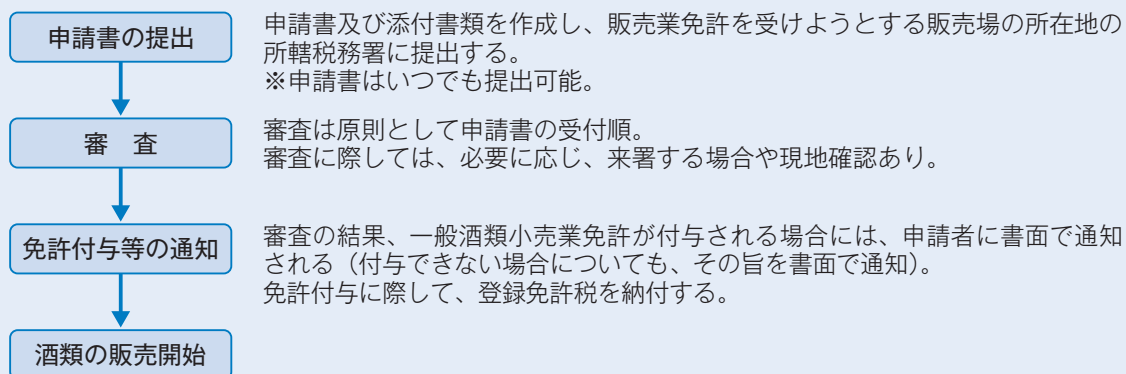 申請書の提出
申請書及び添付書類を作成し、販売業免許を受けようとする販売場の所在地の
所轄税務署に提出する。
※申請書はいつでも提出可能。
審　査
審査は原則として申請書の受付順。
審査に際しては、必要に応じ、来署する場合や現地確認あり。
免許付与等の通知
審査の結果、一般酒類小売業免許が付与される場合には、申請者に書面で通知
される（付与できない場合についても、その旨を書面で通知）。
免許付与に際して、登録免許税を納付する。
酒類の販売開始